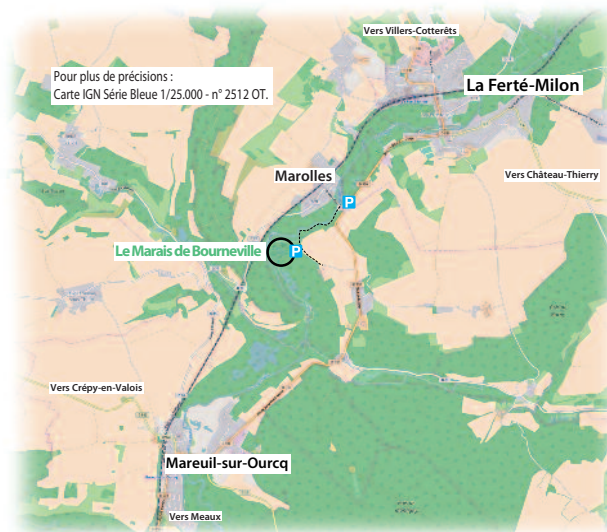 Vers Villers-Cotterêts
Pour plus de précisions :
Carte IGN Série Bleue 1/25.000 - n° 2512 OT.
La Ferté-Milon
Marolles
Vers Château-Thierry
P
Le Marais de Bourneville
P
Vers Crépy-en-Valois
Mareuil-sur-Ourcq
Vers Meaux